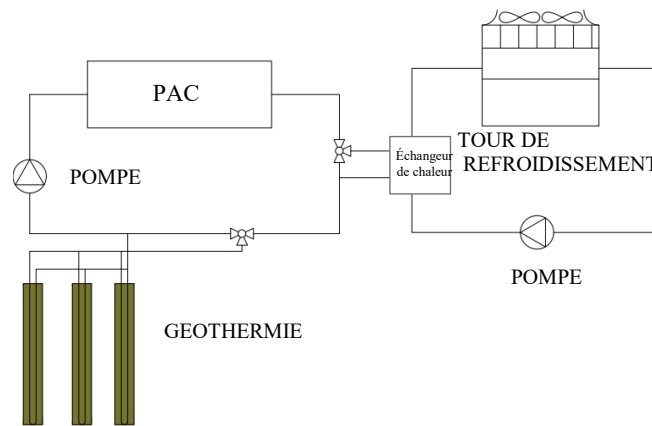 PAC
POMPE
Échangeur
de chaleur
TOUR DE
REFROIDISSEMENT
POMPE
GEOTHERMIE